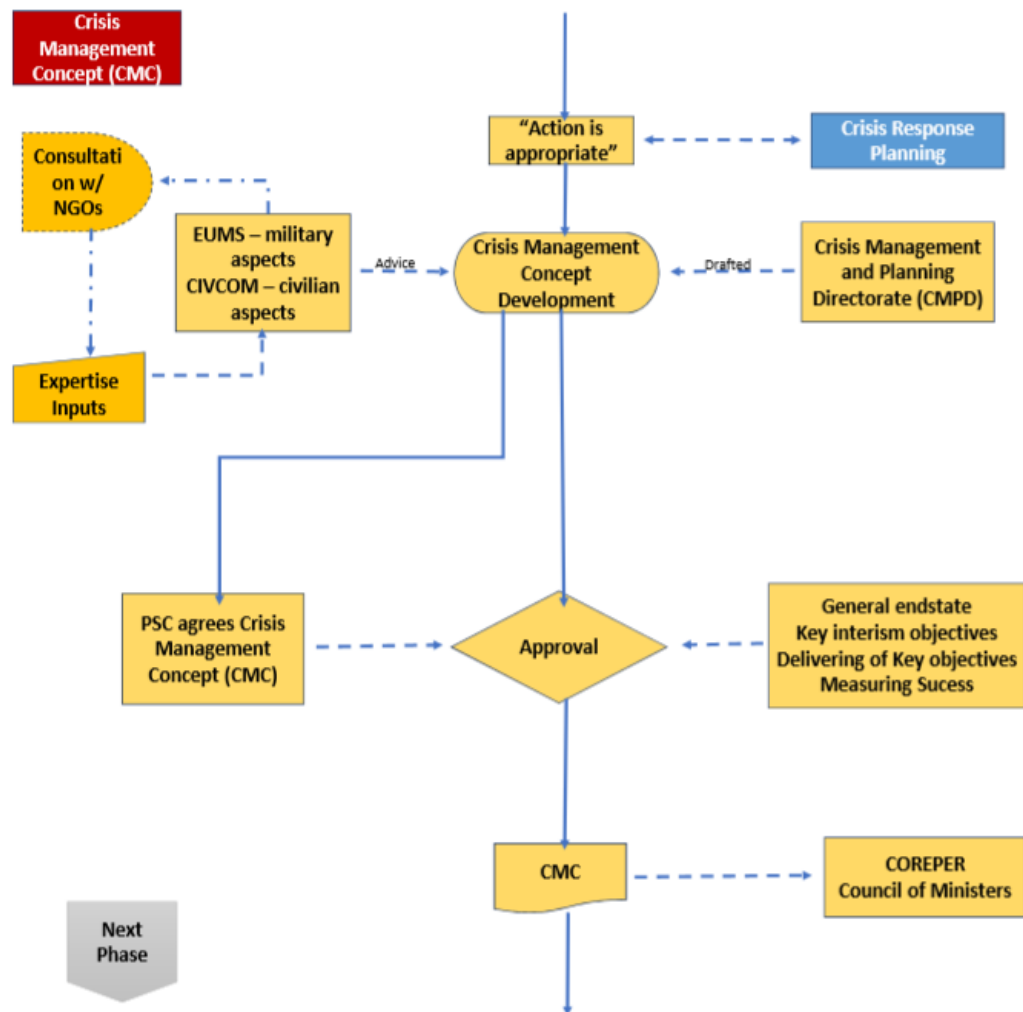 Crisis
Management
Concept (CMC)
“Action is
appropriate”
Crisis Response
Planning
Consultati
on w/
NGOs
EUMS – military
aspects
CIVCOM – civilian
aspects
Advice
Crisis Management
Concept
Development
Drafted
Crisis Management
and Planning
Directorate (CMPD)
Expertise
Inputs
PSC agrees Crisis
Management
Concept (CMC)
Approval
General endstate
Key interism objectives
Delivering of Key objectives
Measuring Sucess
CMC
COREPER
Council of Ministers
Next
Phase